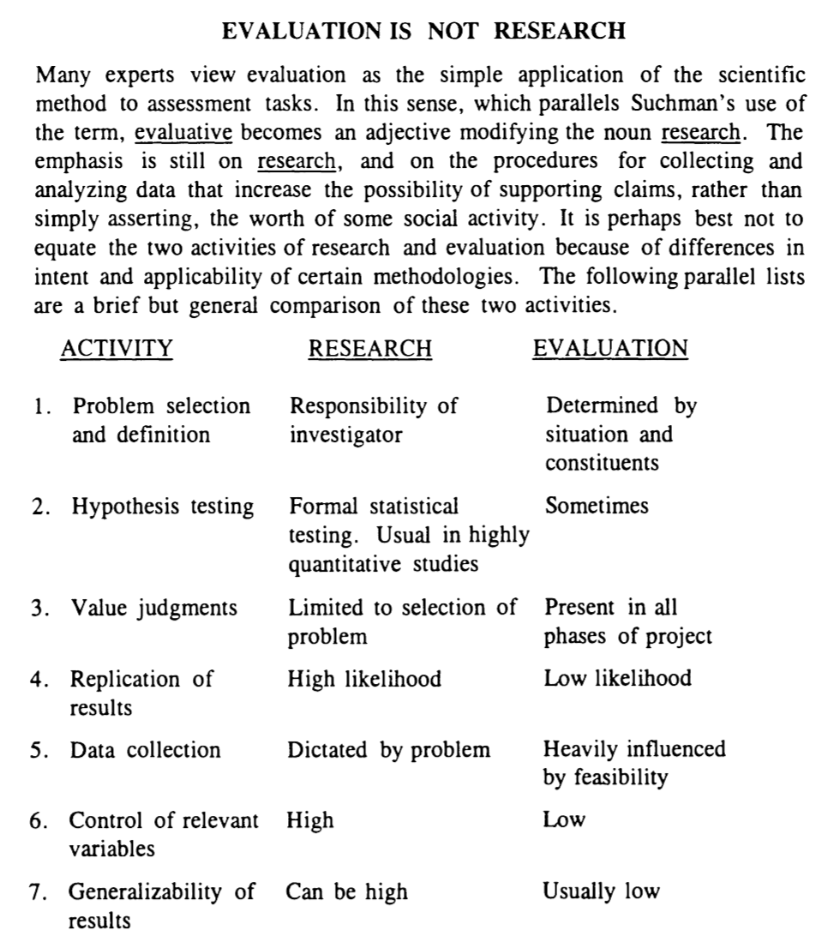 EVALUATION IS NOT RESEARCH
Many experts view evaluation as the simple application of the scientific
method to assessment tasks. In this sense, which parallels Suchman's use of
the term, evaluative becomes an adjective modifying the noun research. The
emphasis is still on research, and on the procedures for collecting and
analyzing data that increase the possibility of supporting claims, rather than
simply asserting, the worth of some social activity. It is perhaps best not to
equate the two activities of research and evaluation because of differences in
intent and applicability of certain methodologies. The following parallel lists
are a brief but general comparison of these two activities.
ACTIVITY RESEARCH EVALUATION
1. Problem selection Responsibility of Determined by
and definition investigator situation and
constituents
2. Hypothesis testing Formal statistical Sometimes
testing. Usual in highly
quantitative studies
3. Value judgments Limited to selection of Present in all
problem phases of project
4. Replication of High likelihood Low likelihood
results
5. Data collection Dictated by problem Heavily influenced
by feasibility
6. Control of relevant High Low
variables
7. Generalizability of Can be high Usually low
results